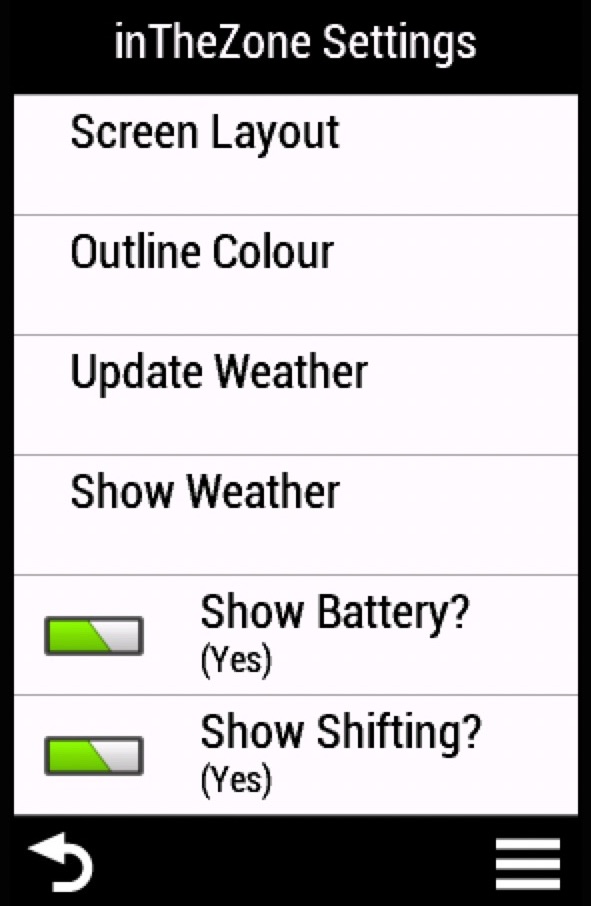 inTheZone Settings
Screen Layout
Outline Colour
Update Weather
Show Weather
Show Battery?
(Yes)
Show Shifting?
(Yes)